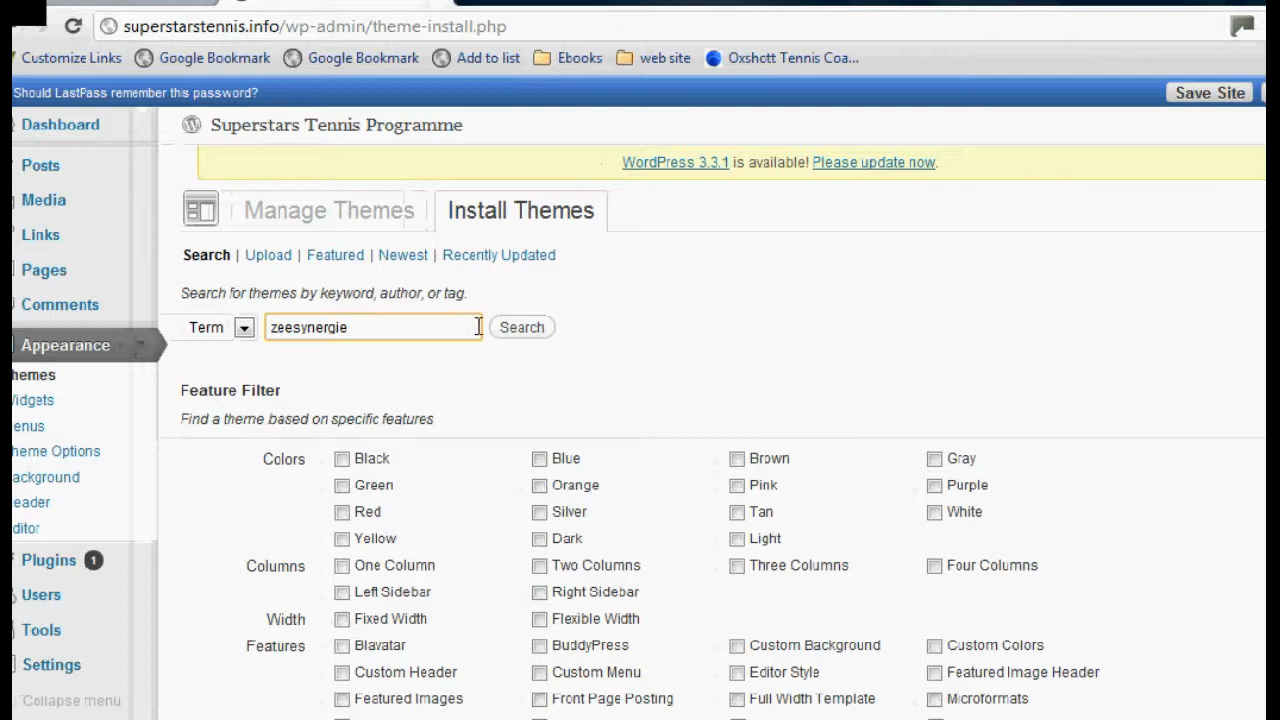 superstarstennis.info/wp-admin/theme-install.php
Customize Links Google Bookmark Google Bookmark Add to list Ebooks web site Oxshott Tennis Coa...
Should LastPass remember this password? Save Site
Dashboard
Superstars Tennis Programme
WordPress 3.3.1 is available! Please update now.
Posts
Media
Links
Pages
Comments
Appearance
hemes
idgets
enus
heme Options
ackground
eader
ditor
Plugins 1
Users
Tools
Settings
Collapse menu
Manage Themes Install Themes
Search | Upload | Featured | Newest | Recently Updated
Search for themes by keyword, author, or tag.
Term zeesynergie Search
Feature Filter
Find a theme based on specific features
Colors Black Blue Brown Gray
Green Orange Pink Purple
Red Silver Tan White
Yellow Dark Light
Columns One Column Two Columns Three Columns Four Columns
Left Sidebar Right Sidebar
Width Fixed Width Flexible Width
Features Blavatar BuddyPress Custom Background Custom Colors
Custom Header Custom Menu Editor Style Featured Image Header
Featured Images Front Page Posting Full Width Template Microformats